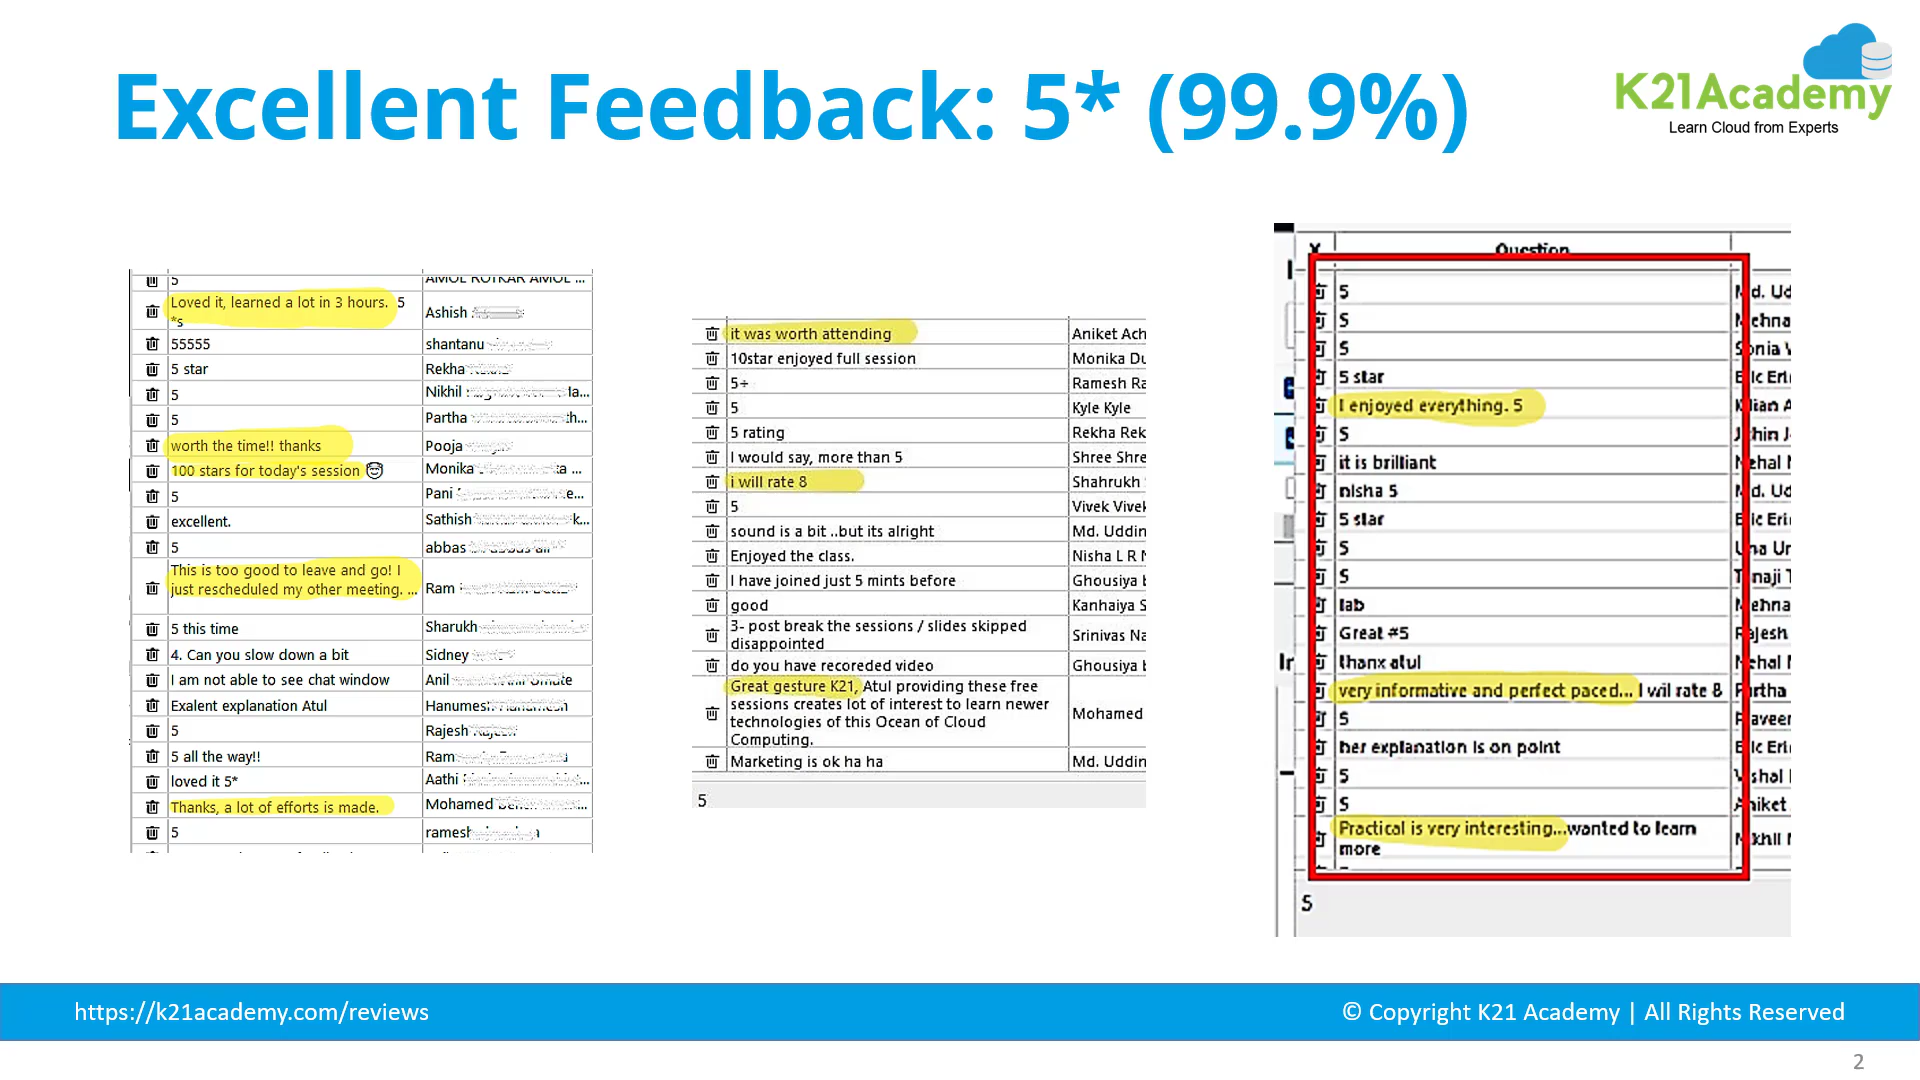 Excellent Feedback: 5* (99.9%)
K21Academy
Learn Cloud from Experts
5
Loved it, learned a lot in 3 hours. 5
*s
Ashish
55555
shantanu
5 star
Rekha
5
Nikhil
5
Partha
worth the time!! thanks
Pooja
100 stars for today's session
Monika
5
Pani
excellent.
Sathish
5
abbas
This is too good to leave and go! I
just rescheduled my other meeting. ...
Ram
5 this time
Sharukh
4. Can you slow down a bit
Sidney
I am not able to see chat window
Anil
Exalent explanation Atul
Hanumesh
5
Rajesh
5 all the way!!
Ram
loved it 5*
Aathi
Thanks, a lot of efforts is made.
Mohamed
5
ramesh
it was worth attending
Aniket Ach
10star enjoyed full session
Monika Du
5+
Ramesh Ra
5
Kyle Kyle
5 rating
Rekha Rek
I would say, more than 5
Shree Shre
i will rate 8
Shahrukh
5
Vivek Vivek
sound is a bit ..but its alright
Md. Uddin
Enjoyed the class.
Nisha L R N
I have joined just 5 mints before
Ghousiya b
good
Kanhaiya S
3- post break the sessions / slides skipped
disappointed
Srinivas Na
do you have recoreded video
Ghousiya b
Great gesture K21, Atul providing these free
sessions creates lot of interest to learn newer
technologies of this Ocean of Cloud
Computing.
Mohamed
Marketing is ok ha ha
Md. Uddin
5
X Question
5
5
5
5 star
I enjoyed everything. 5
5
it is brilliant
nisha 5
5 star
5
5
lab
Great #5
thanx atul
very informative and perfect paced... I wil rate 8
5
her explanation is on point
5
5
Practical is very interesting...wanted to learn
more
5
https://k21academy.com/reviews
© Copyright K21 Academy | All Rights Reserved
2